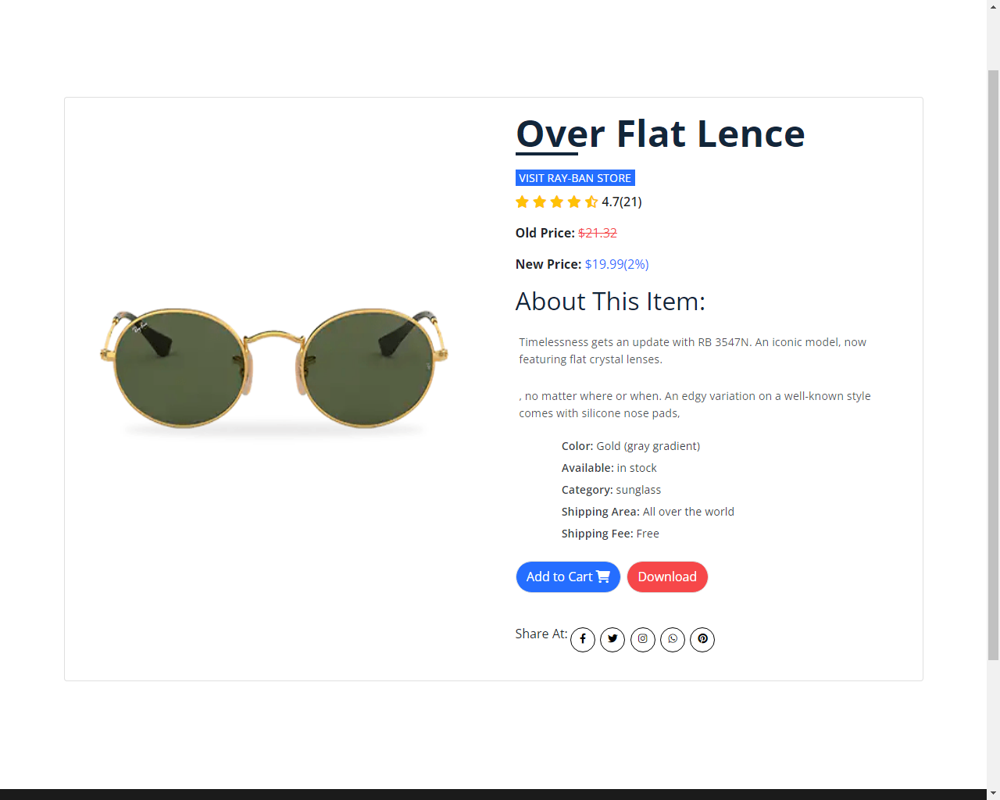 Over Flat Lence
VISIT RAY-BAN STORE
4.7(21)
Old Price: $21.32
New Price: $19.99(2%)
About This Item:
Timelessness gets an update with RB 3547N. An iconic model, now
featuring flat crystal lenses.
, no matter where or when. An edgy variation on a well-known style
comes with silicone nose pads,
Color: Gold (gray gradient)
Available: in stock
Category: sunglass
Shipping Area: All over the world
Shipping Fee: Free
Add to Cart
Download
Share At: